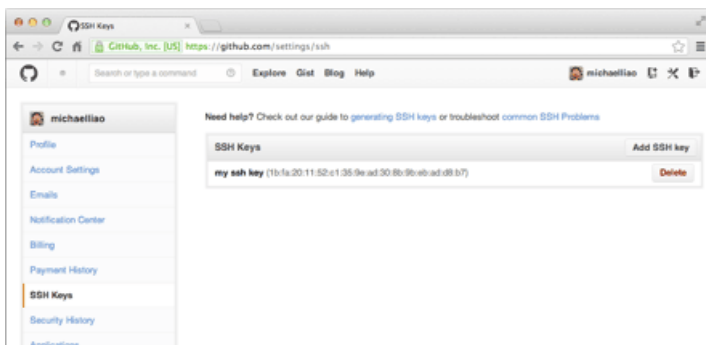 SSH Keys
GitHub, Inc. [US] https://github.com/settings/ssh
Search or type a command Explore Gist Blog Help michaelliao
michaelliao
Need help? Check out our guide to generating SSH keys or troubleshoot common SSH Problems
Profile
SSH Keys Add SSH key
Account Settings
my ssh key (1b:fa:20:11:52:c1:35:9e:ad:30:8b:9b:eb:ad:d8:b7) Delete
Emails
Notification Center
Billing
Payment History
SSH Keys
Security History
Applications